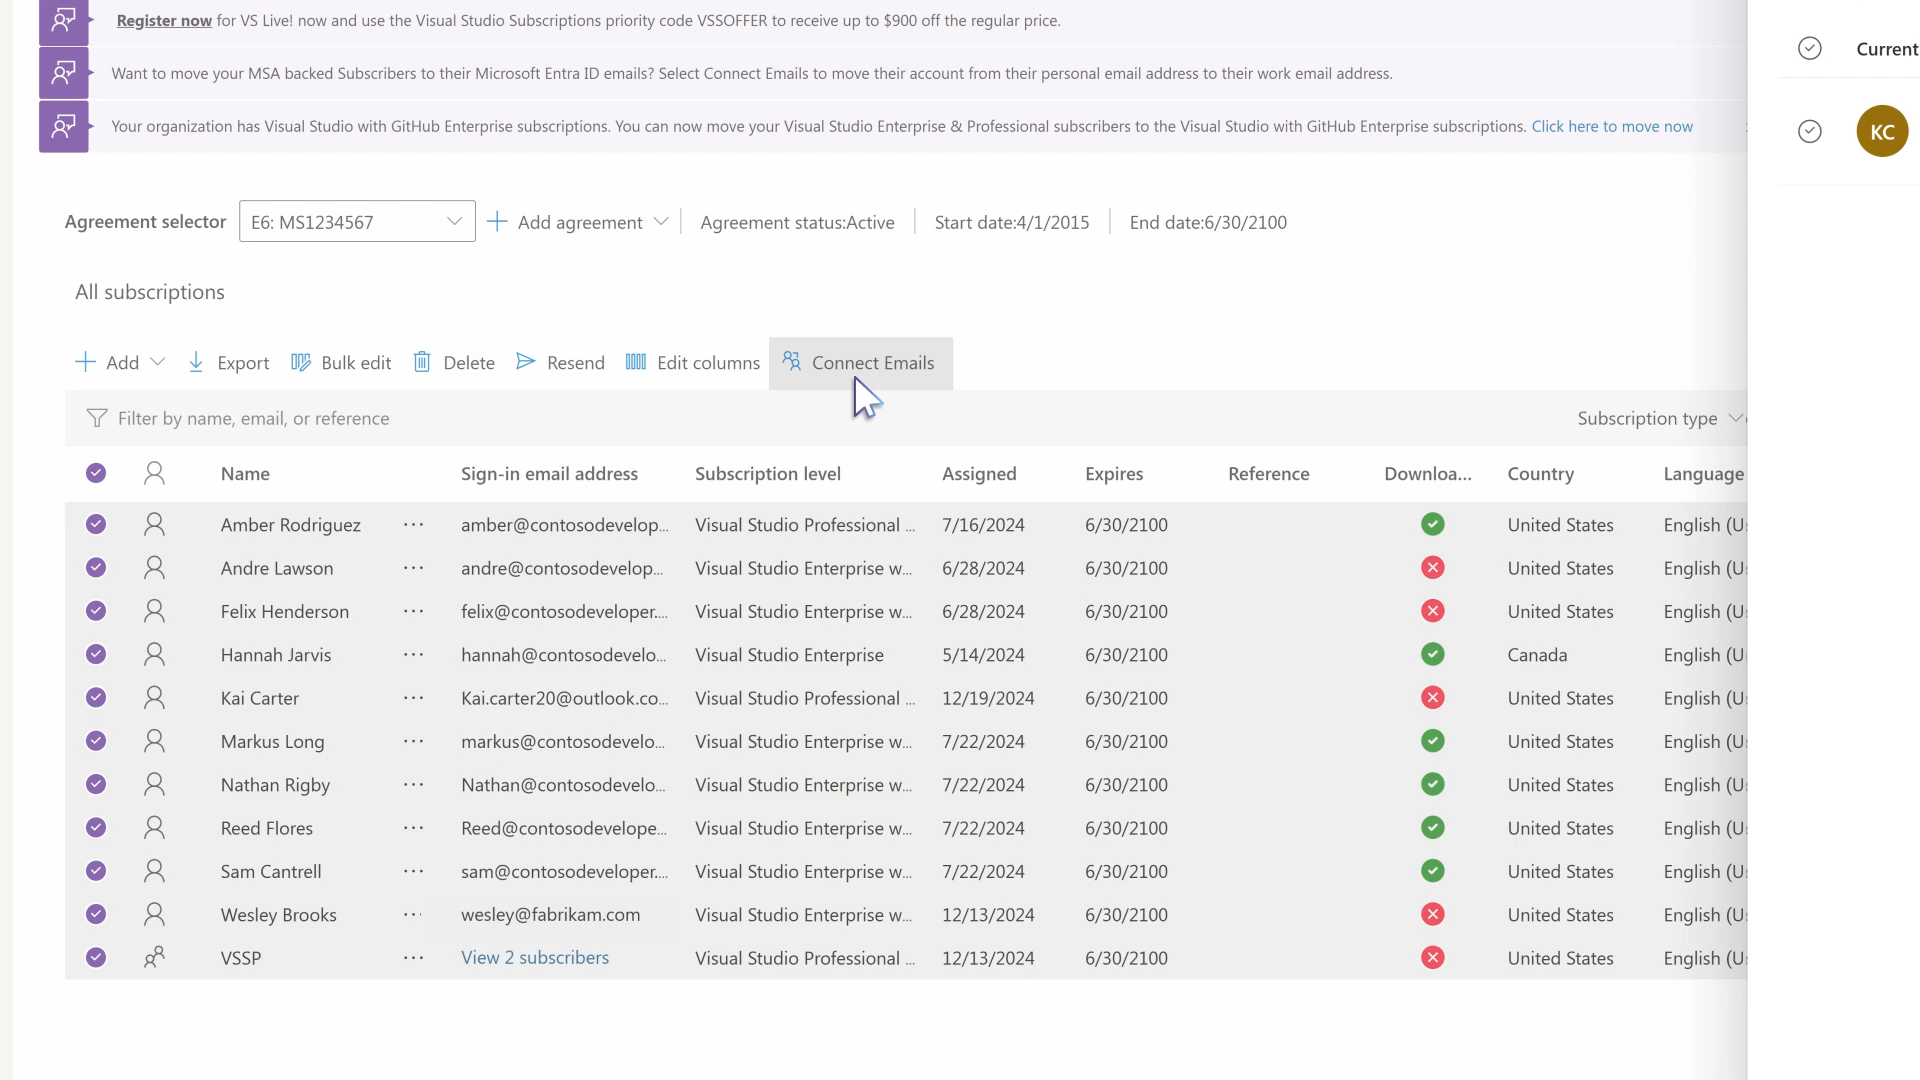 Register now for VS Live! now and use the Visual Studio Subscriptions priority code VSSOFFER to receive up to $900 off the regular price.
Want to move your MSA backed Subscribers to their Microsoft Entra ID emails? Select Connect Emails to move their account from their personal email address to their work email address.
Your organization has Visual Studio with GitHub Enterprise subscriptions. You can now move your Visual Studio Enterprise & Professional subscribers to the Visual Studio with GitHub Enterprise subscriptions. Click here to move now
Agreement selector E6: MS1234567 Add agreement Agreement status:Active Start date:4/1/2015 End date:6/30/2100
All subscriptions
Add Export Bulk edit Delete Resend Edit columns Connect Emails
Filter by name, email, or reference Subscription type
Name Sign-in email address Subscription level Assigned Expires Reference Downloa... Country Language
Amber Rodriguez ... amber@contosodevelop... Visual Studio Professional ... 7/16/2024 6/30/2100 United States English (U
Andre Lawson ... andre@contosodevelop... Visual Studio Enterprise w... 6/28/2024 6/30/2100 United States English (U
Felix Henderson ... felix@contosodeveloper.... Visual Studio Enterprise w... 6/28/2024 6/30/2100 United States English (U
Hannah Jarvis ... hannah@contosodevelo... Visual Studio Enterprise 5/14/2024 6/30/2100 Canada English (U
Kai Carter ... Kai.carter20@outlook.co... Visual Studio Professional ... 12/19/2024 6/30/2100 United States English (U
Markus Long ... markus@contosodevelo... Visual Studio Enterprise w... 7/22/2024 6/30/2100 United States English (U
Nathan Rigby ... Nathan@contosodevelo... Visual Studio Enterprise w... 7/22/2024 6/30/2100 United States English (U
Reed Flores ... Reed@contosodevelope... Visual Studio Enterprise w... 7/22/2024 6/30/2100 United States English (U
Sam Cantrell ... sam@contosodeveloper.... Visual Studio Enterprise w... 7/22/2024 6/30/2100 United States English (U
Wesley Brooks ... wesley@fabrikam.com Visual Studio Enterprise w... 12/13/2024 6/30/2100 United States English (U
VSSP ... View 2 subscribers Visual Studio Professional ... 12/13/2024 6/30/2100 United States English (U
Current
KC